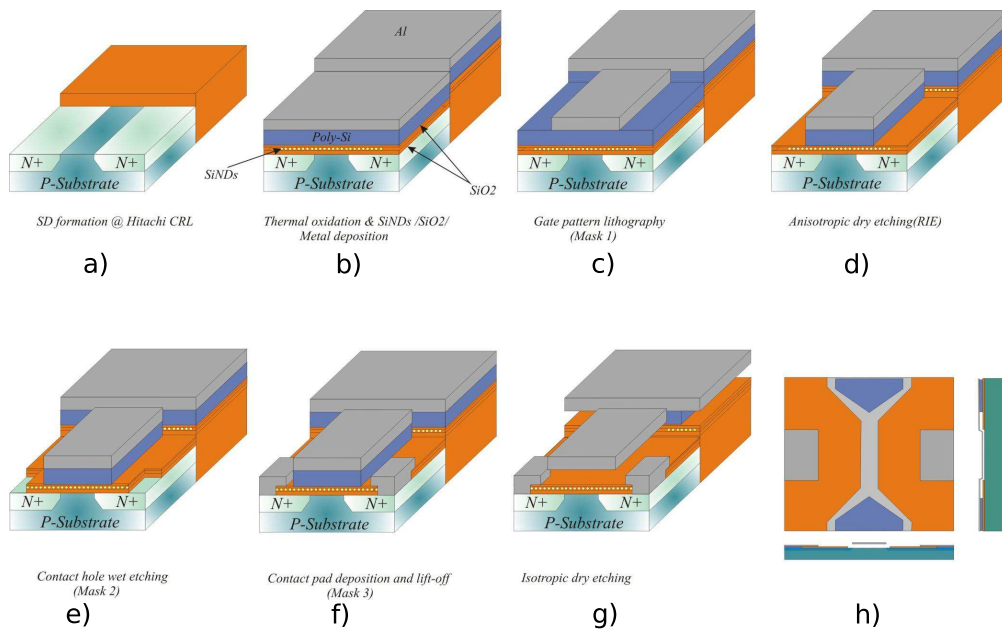 Al
Poly-Si
N+ N+
N+ N+
N+ N+
N+ N+
SiNDs
SiO2
P-Substrate
P-Substrate
P-Substrate
P-Substrate
SD formation @ Hitachi CRL
Thermal oxidation & SiNDs /SiO2/
Metal deposition
Gate pattern lithography
(Mask 1)
Anisotropic dry etching(RIE)
a)
b)
c)
d)
N+ N+
N+ N+
N+ N+
P-Substrate
P-Substrate
P-Substrate
Contact hole wet etching
(Mask 2)
Contact pad deposition and lift-off
(Mask 3)
Isotropic dry etching
e)
f)
g)
h)